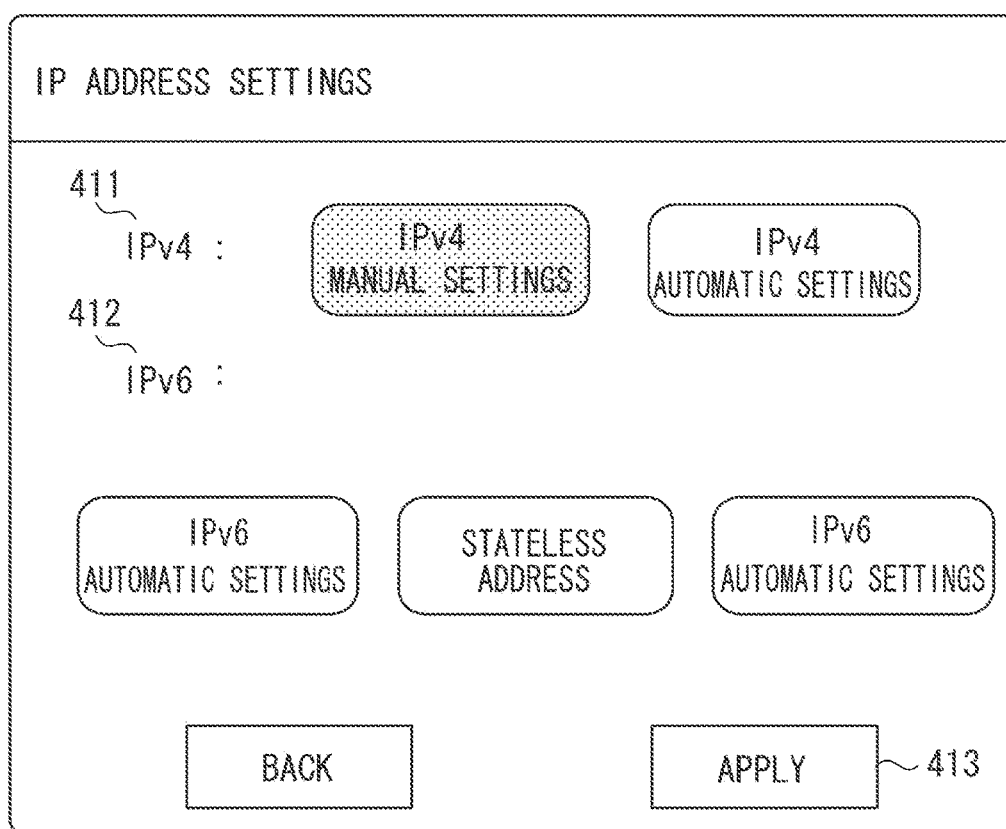 IP ADDRESS SETTINGS
411
IPv4 :
IPv4
MANUAL SETTINGS
IPv4
AUTOMATIC SETTINGS
412
IPv6 :
IPv6
AUTOMATIC SETTINGS
STATELESS
ADDRESS
IPv6
AUTOMATIC SETTINGS
BACK
APPLY
413